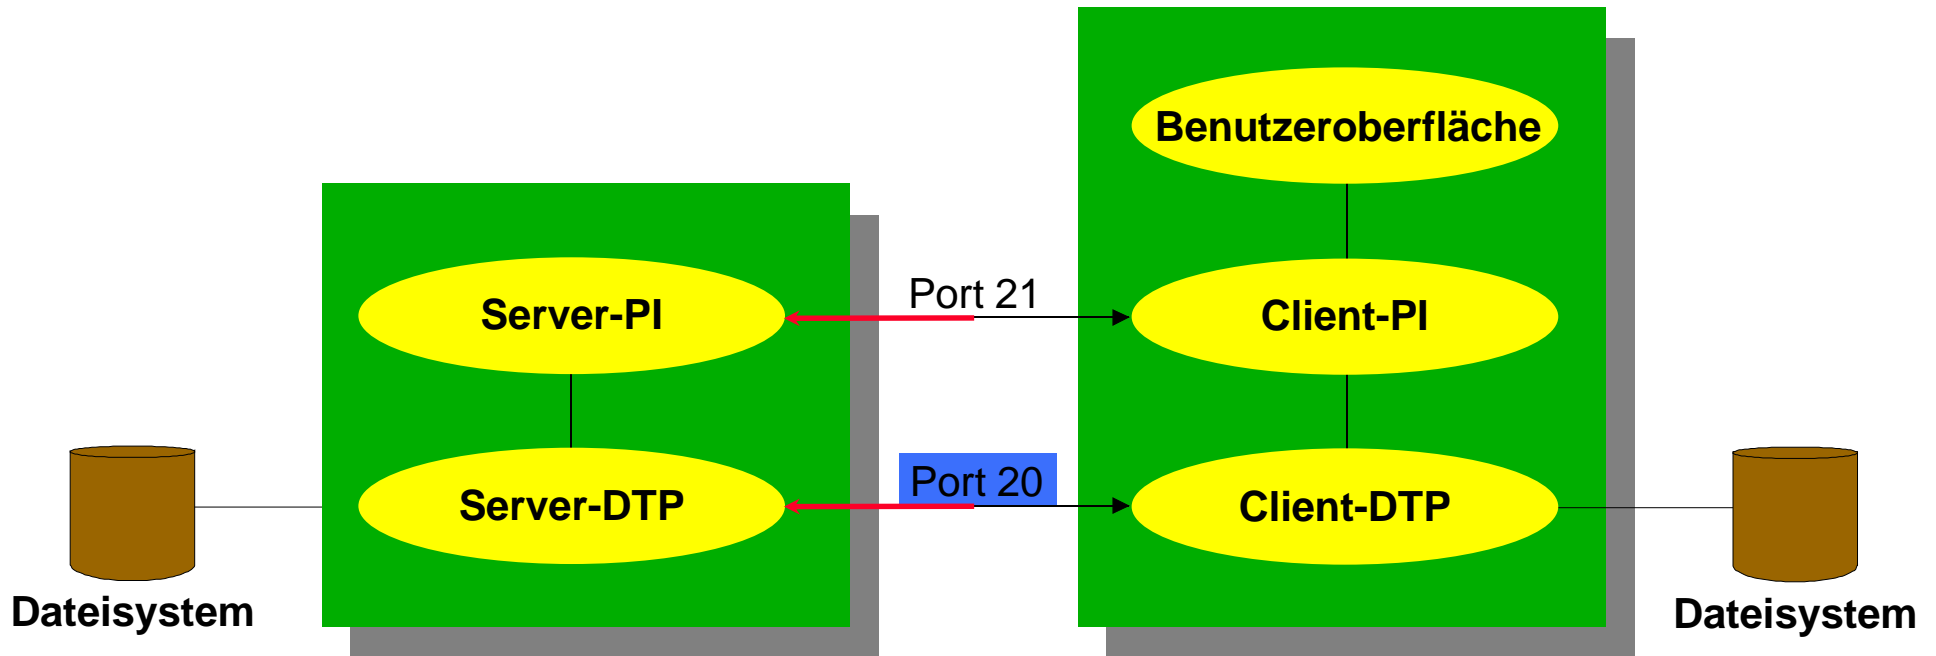 Benutzeroberfläche
Port 21
Server-PI
Client-PI
Port 20
Server-DTP
Client-DTP
Dateisystem
Dateisystem